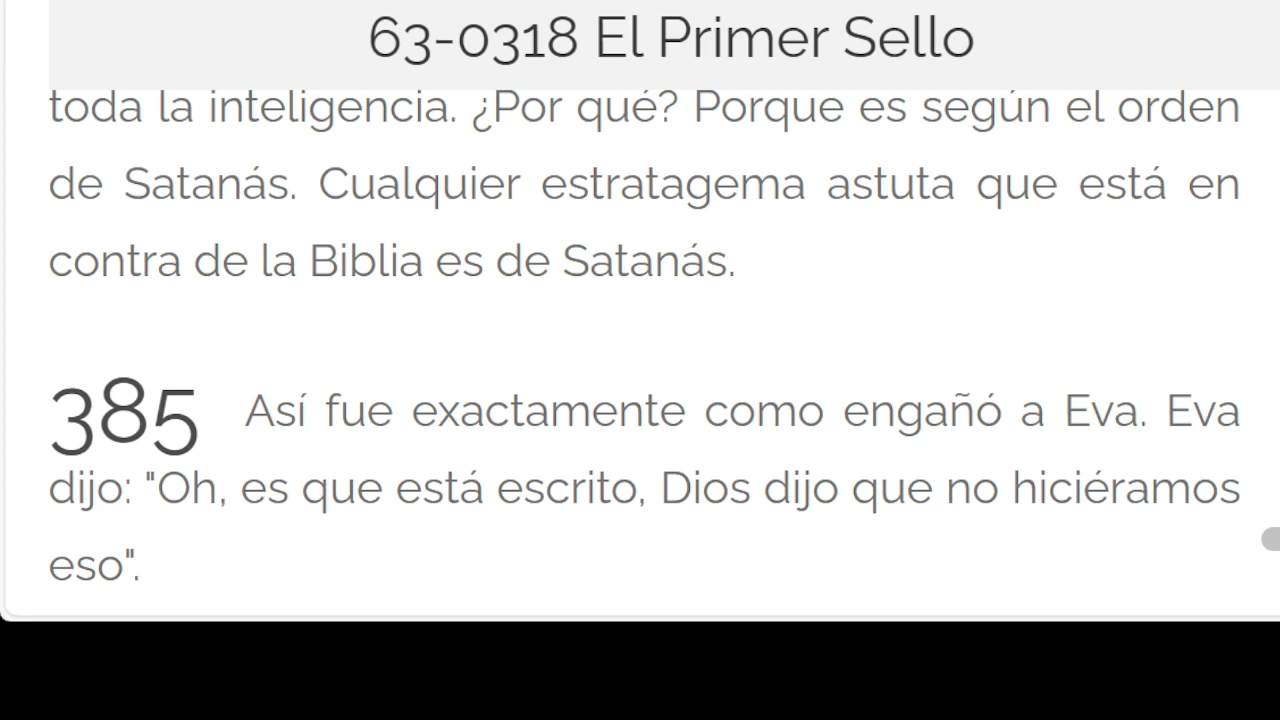 63-0318 El Primer Sello
toda la inteligencia. ¿Por qué? Porque es según el orden
de Satanás. Cualquier estratagema astuta que está en
contra de la Biblia es de Satanás.
385 Así fue exactamente como engañó a Eva. Eva
dijo: "Oh, es que está escrito, Dios dijo que no hiciéramos
eso".